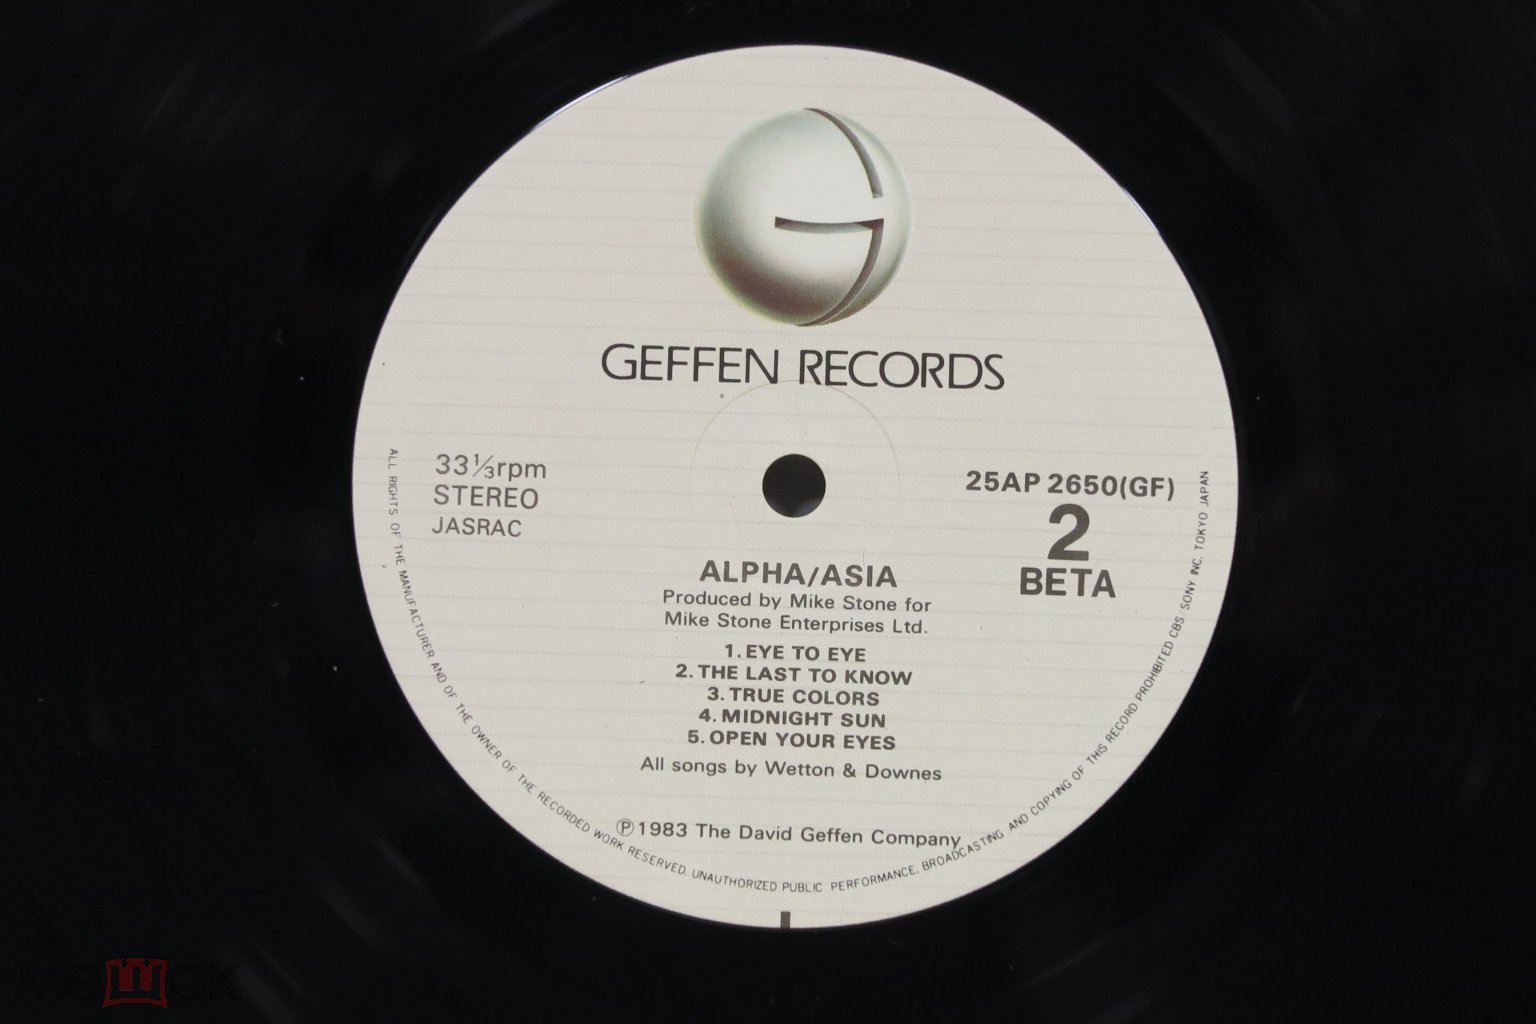 GEFFEN RECORDS
33⅓rpm
STEREO
JASRAC
25AP 2650(GF)
2
BETA
ALPHA/ASIA
Produced by Mike Stone for
Mike Stone Enterprises Ltd.
1. EYE TO EYE
2. THE LAST TO KNOW
3. TRUE COLORS
4. MIDNIGHT SUN
5. OPEN YOUR EYES
All songs by Wetton & Downes
℗ 1983 The David Geffen Company
ALL RIGHTS OF THE MANUFACTURER AND OF THE OWNER OF THE RECORDED WORK RESERVED. UNAUTHORIZED PUBLIC PERFORMANCE, BROADCASTING AND COPYING OF THIS RECORD PROHIBITED CBS/SONY INC. TOKYO JAPAN
мешок